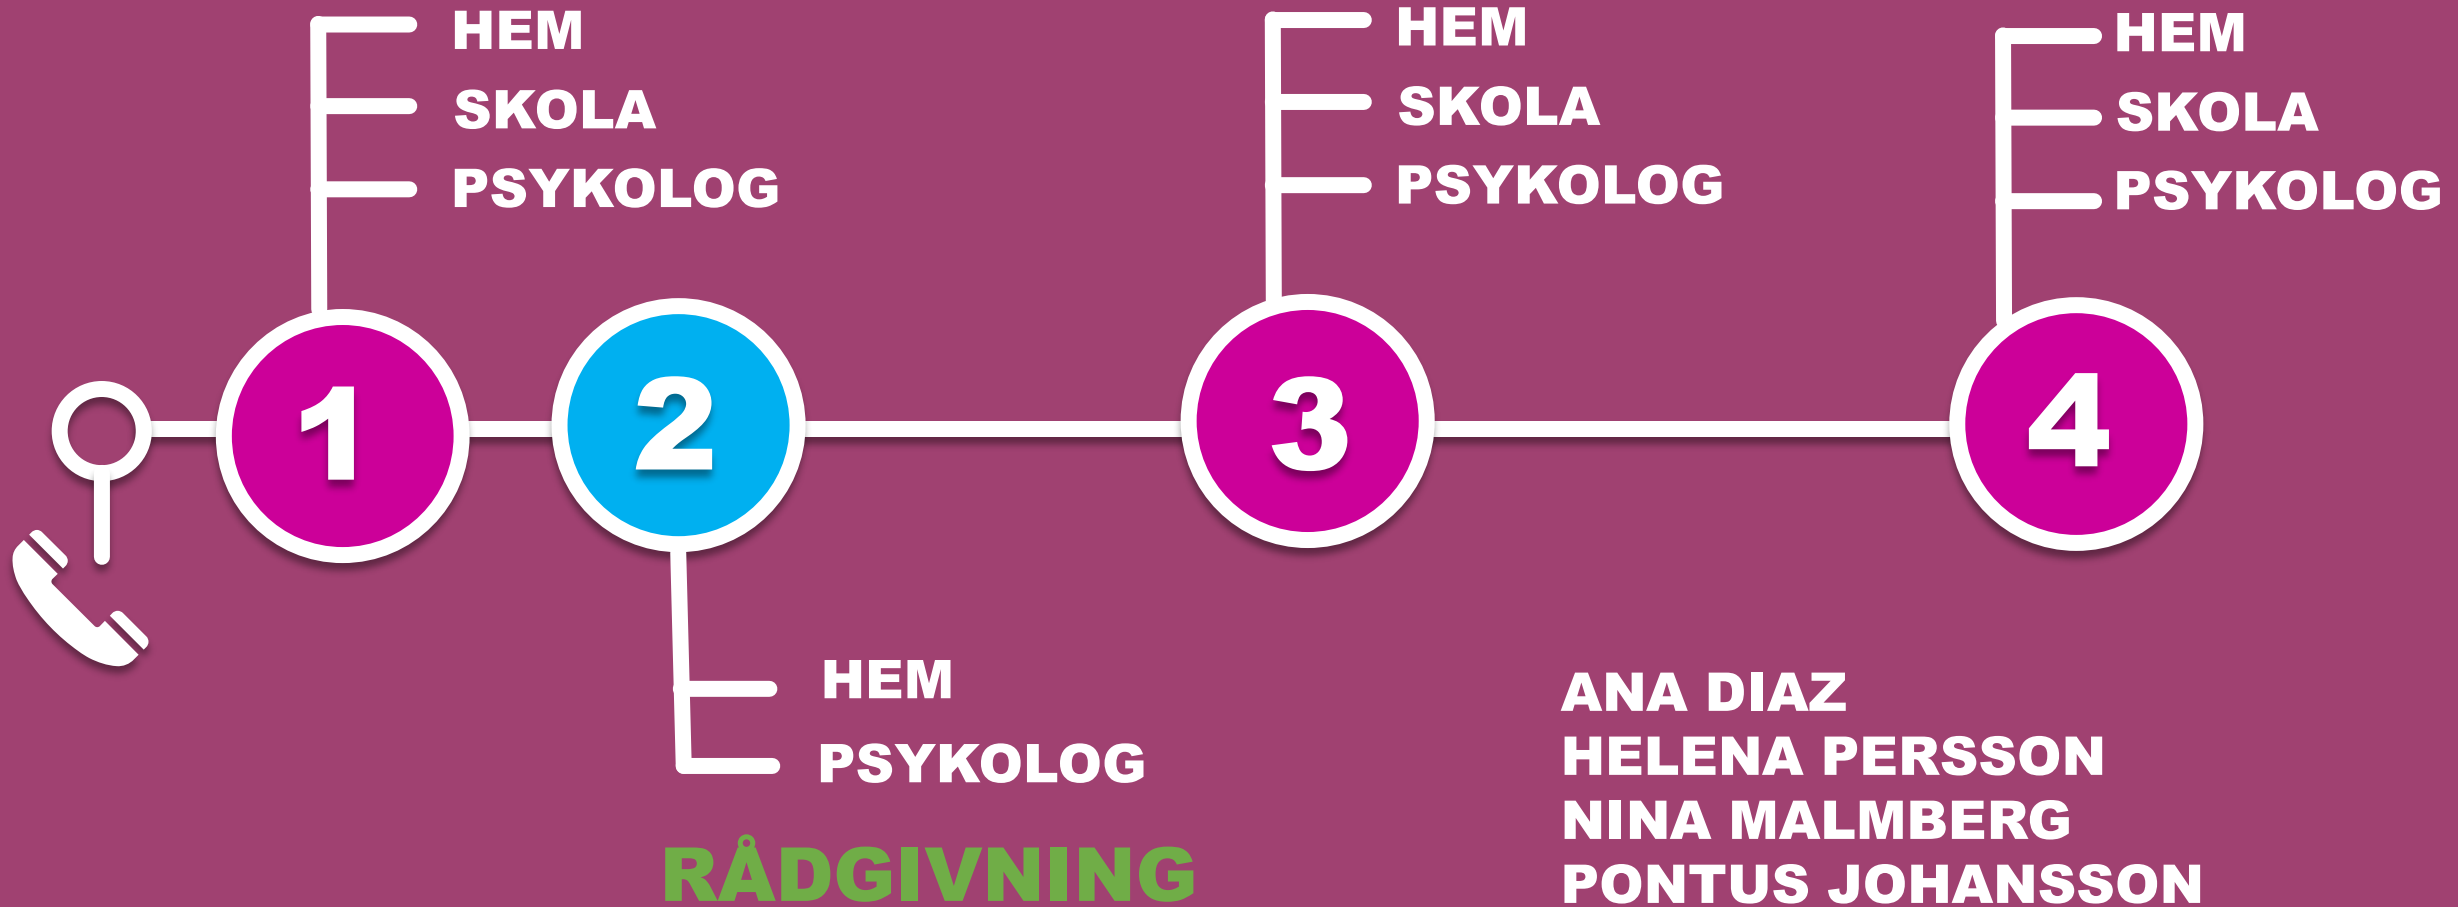 HEM
SKOLA
PSYKOLOG
HEM
SKOLA
PSYKOLOG
HEM
SKOLA
PSYKOLOG
1
2
3
4
HEM
PSYKOLOG
RÅDGIVNING
ANA DIAZ
HELENA PERSSON
NINA MALMBERG
PONTUS JOHANSSON